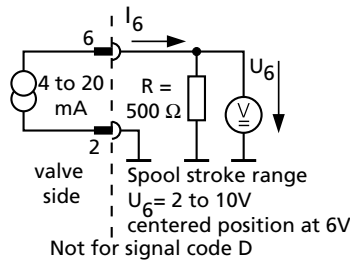 I6
6
U6
4 to 20
mA
R =
500 Ω
V
2
valve
side
Spool stroke range
U6= 2 to 10V
centered position at 6V
Not for signal code D